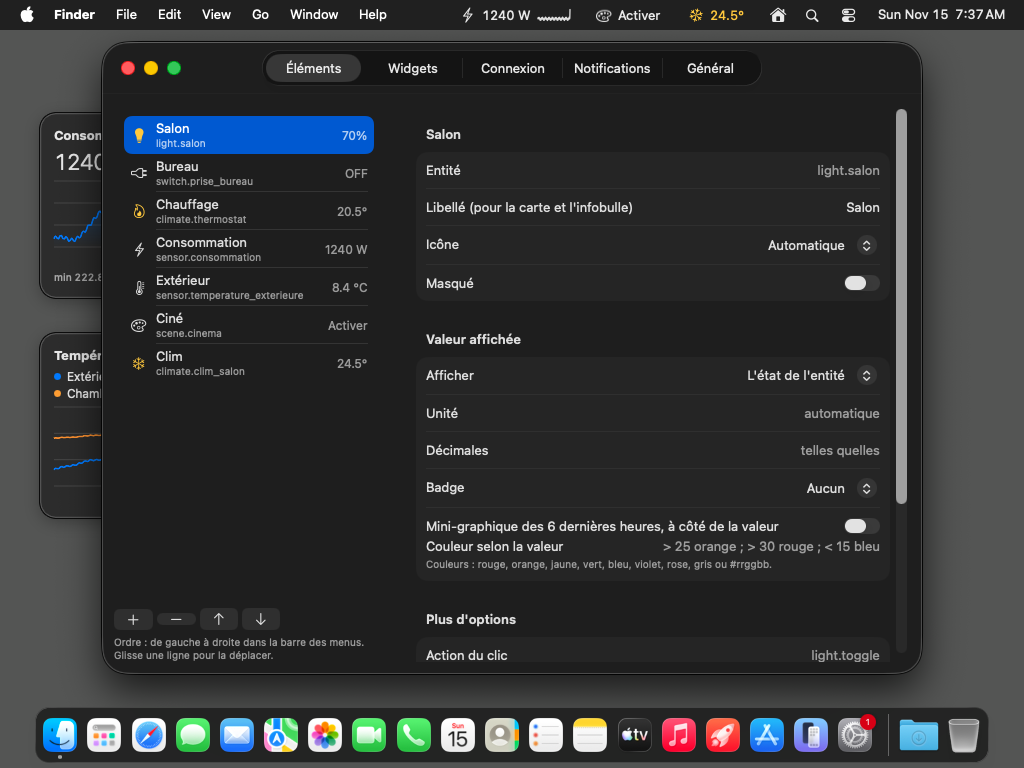 Finder File Edit View Go Window Help 1240 W Activer 24.5° Sun Nov 15 7:37 AM
Éléments Widgets Connexion Notifications Général
1240
min 222.8
Extérie
Salon 70%
light.salon
Bureau OFF
switch.prise_bureau
Chauffage 20.5°
climate.thermostat
Consommation 1240 W
sensor.consommation
Extérieur 8.4 °C
sensor.temperature_exterieure
Ciné Activer
scene.cinema
Clim 24.5°
climate.clim_salon
Ordre : de gauche à droite dans la barre des menus.
Glisse une ligne pour la déplacer.
Salon
Entité light.salon
Libellé (pour la carte et l'infobulle) Salon
Icône Automatique
Masqué
Valeur affichée
Afficher L'état de l'entité
Unité automatique
Décimales telles quelles
Badge Aucun
Mini-graphique des 6 dernières heures, à côté de la valeur
Couleur selon la valeur > 25 orange ; > 30 rouge ; < 15 bleu
Couleurs : rouge, orange, jaune, vert, bleu, violet, rose, gris ou #rrggbb.
Plus d'options
Action du clic light.toggle
Sun
15
tv
1